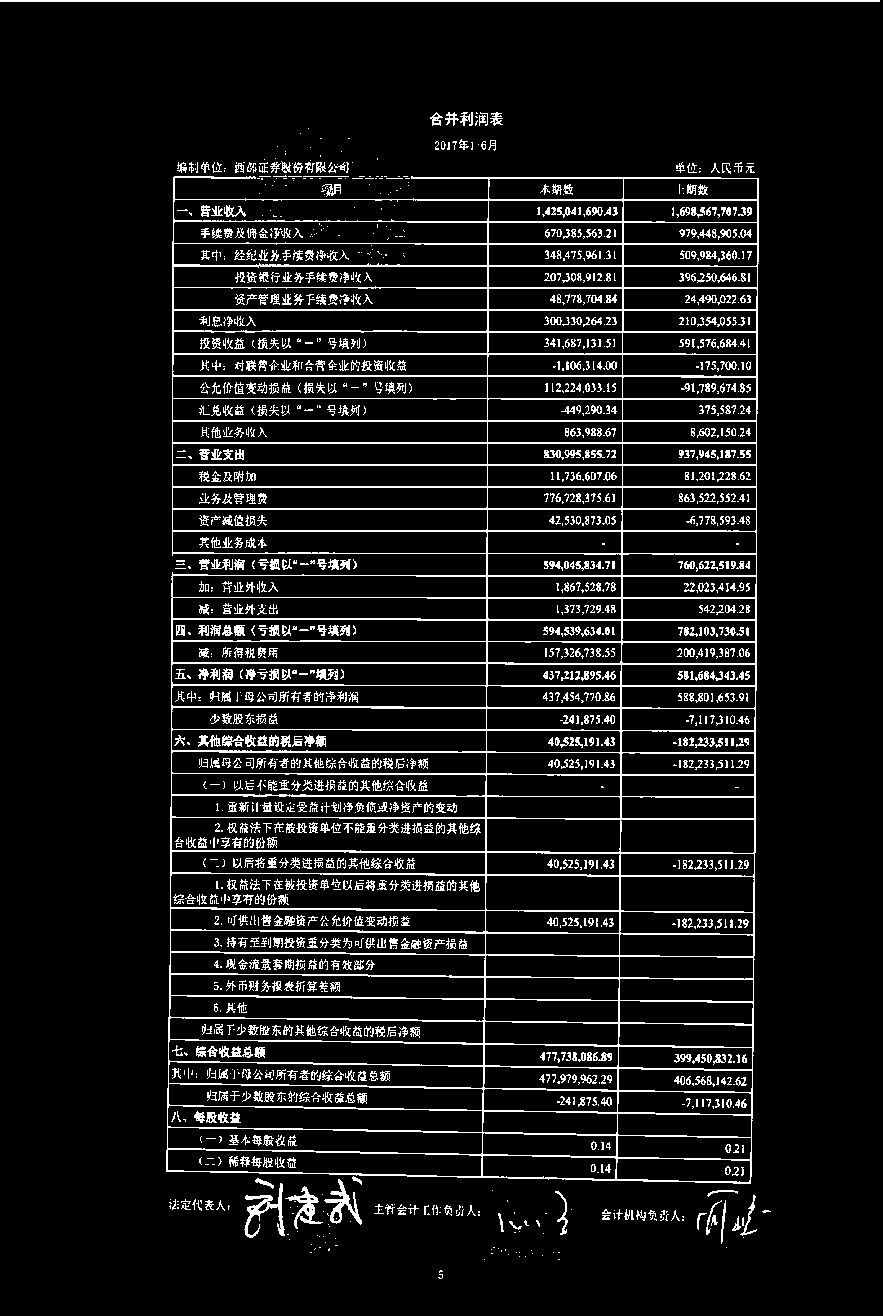 合并利润表
2017年1-6月
编制单位：西部证券股份有限公司 单位：人民币元
项目 本期数 上期数
一、营业收入 1,425,041,690.43 1,698,567,707.39
手续费及佣金净收入 670,385,563.21 979,448,905.04
其中：经纪业务手续费净收入 348,475,961.31 509,984,360.17
投资银行业务手续费净收入 207,308,912.81 396,250,646.81
资产管理业务手续费净收入 48,778,704.84 24,490,022.63
利息净收入 300,330,264.23 210,354,055.31
投资收益（损失以“－”号填列） 341,687,131.51 591,576,684.41
其中：对联营企业和合营企业的投资收益 -1,106,314.00 -175,700.10
公允价值变动损益（损失以“－”号填列） 112,224,033.15 -91,789,674.85
汇兑收益（损失以“－”号填列） -449,290.34 375,587.24
其他业务收入 863,988.67 8,602,150.24
二、营业支出 830,995,855.72 937,945,187.55
税金及附加 11,736,607.06 81,201,228.62
业务及管理费 776,728,375.61 863,522,552.41
资产减值损失 42,530,873.05 -6,778,593.48
其他业务成本 - -
三、营业利润（亏损以“－”号填列） 594,045,834.71 760,622,519.84
加：营业外收入 1,867,528.78 22,023,414.95
减：营业外支出 1,373,729.48 542,204.28
四、利润总额（亏损以“－”号填列） 594,539,634.01 782,103,730.51
减：所得税费用 157,326,738.55 200,419,387.06
五、净利润（净亏损以“－”填列） 437,212,895.46 581,684,343.45
其中：归属于母公司所有者的净利润 437,454,770.86 588,801,653.91
少数股东损益 -241,875.40 -7,117,310.46
六、其他综合收益的税后净额 40,525,191.43 -182,233,511.29
归属母公司所有者的其他综合收益的税后净额 40,525,191.43 -182,233,511.29
（一）以后不能重分类进损益的其他综合收益 - -
1.重新计量设定受益计划净负债或净资产的变动
2.权益法下在被投资单位不能重分类进损益的其他综
合收益中享有的份额
（二）以后将重分类进损益的其他综合收益 40,525,191.43 -182,233,511.29
1.权益法下在被投资单位以后将重分类进损益的其他
综合收益中享有的份额
2.可供出售金融资产公允价值变动损益 40,525,191.43 -182,233,511.29
3.持有至到期投资重分类为可供出售金融资产损益
4.现金流量套期损益的有效部分
5.外币财务报表折算差额
6.其他
归属于少数股东的其他综合收益的税后净额
七、综合收益总额 477,738,086.89 399,450,832.16
其中：归属于母公司所有者的综合收益总额 477,979,962.29 406,568,142.62
归属于少数股东的综合收益总额 -241,875.40 -7,117,310.46
八、每股收益
（一）基本每股收益 0.14 0.21
（二）稀释每股收益 0.14 0.21
法定代表人： 刘建武 主管会计工作负责人： 会计机构负责人：
5